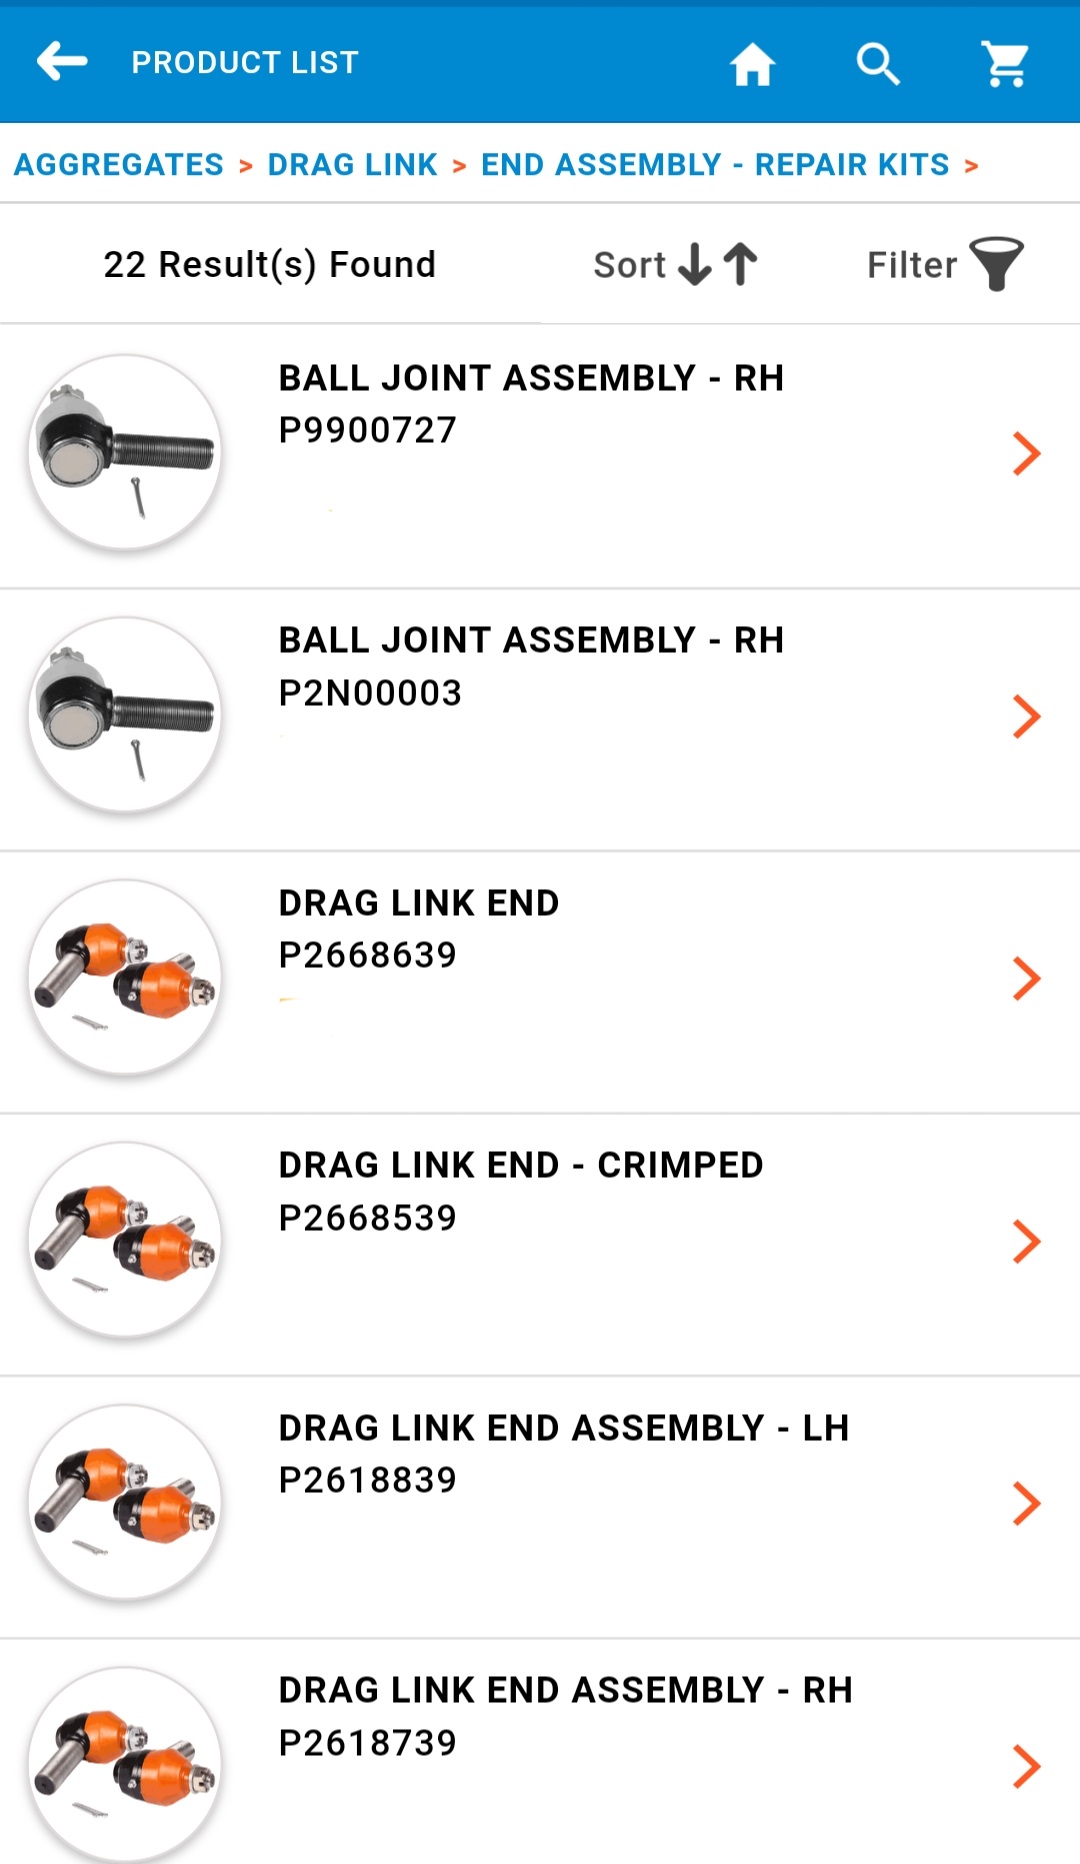 PRODUCT LIST
AGGREGATES > DRAG LINK > END ASSEMBLY - REPAIR KITS >
22 Result(s) Found Sort Filter
BALL JOINT ASSEMBLY - RH
P9900727
BALL JOINT ASSEMBLY - RH
P2N00003
DRAG LINK END
P2668639
DRAG LINK END - CRIMPED
P2668539
DRAG LINK END ASSEMBLY - LH
P2618839
DRAG LINK END ASSEMBLY - RH
P2618739